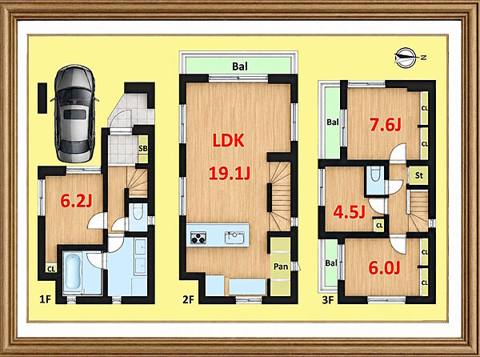 SB
6.2J
CL
1F
Bal
LDK
19.1J
Pan
2F
Bal
7.6J
CL
CL
St
4.5J
CL
Bal
6.0J
CL
CL
3F
N